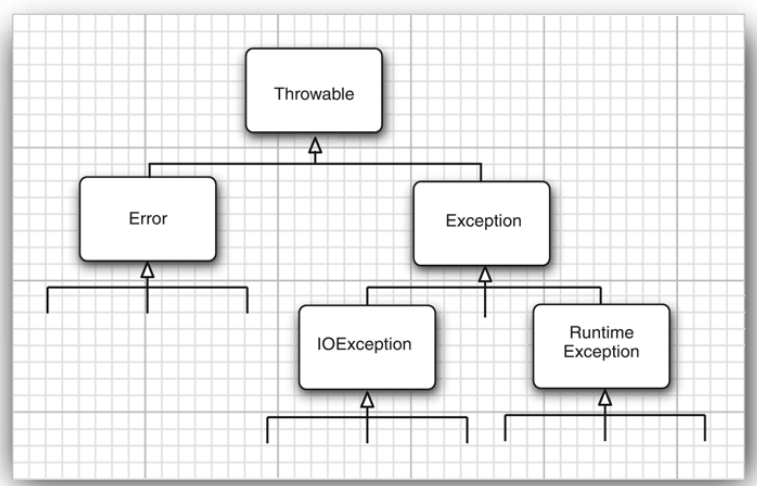 Throwable
Error
Exception
IOException
Runtime
Exception